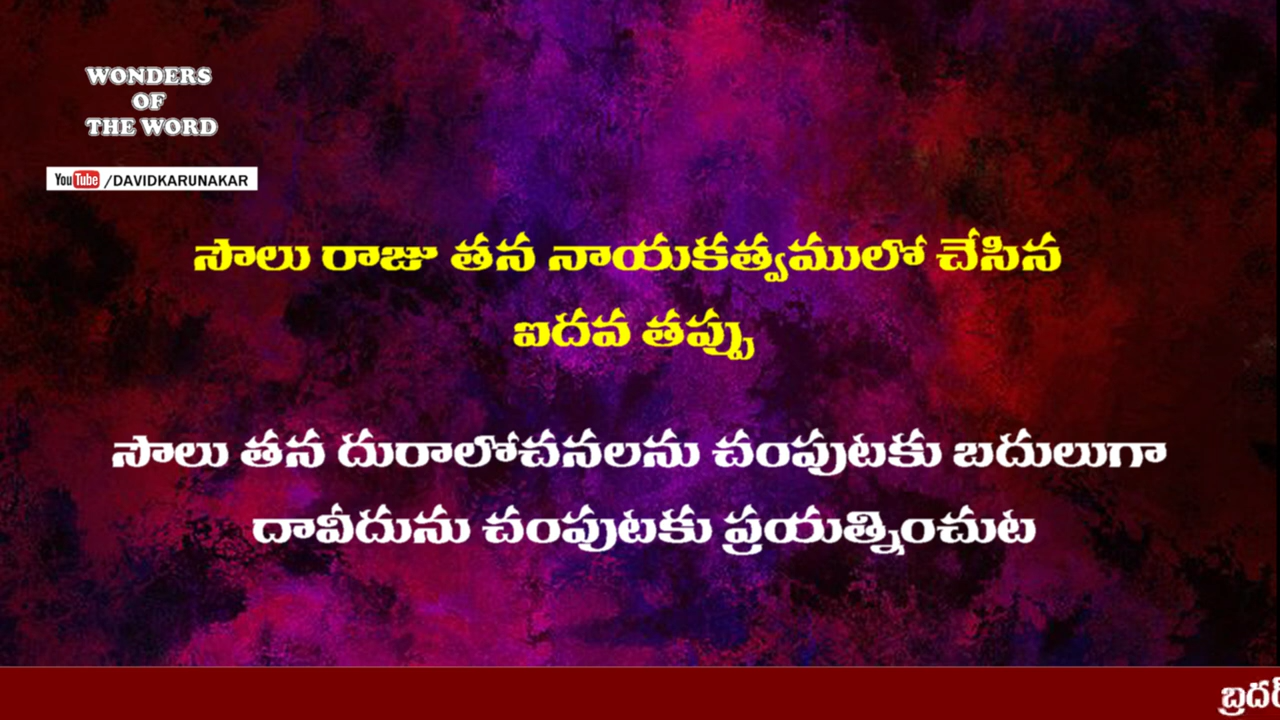 WONDERS
OF
THE WORD
YouTube /DAVIDKARUNAKAR
సౌలు రాజు తన నాయకత్వములో చేసిన
ఐదవ తప్పు
సౌలు తన దురాలోచనలను చంపుటకు బదులుగా
దావీదును చంపుటకు ప్రయత్నించుట